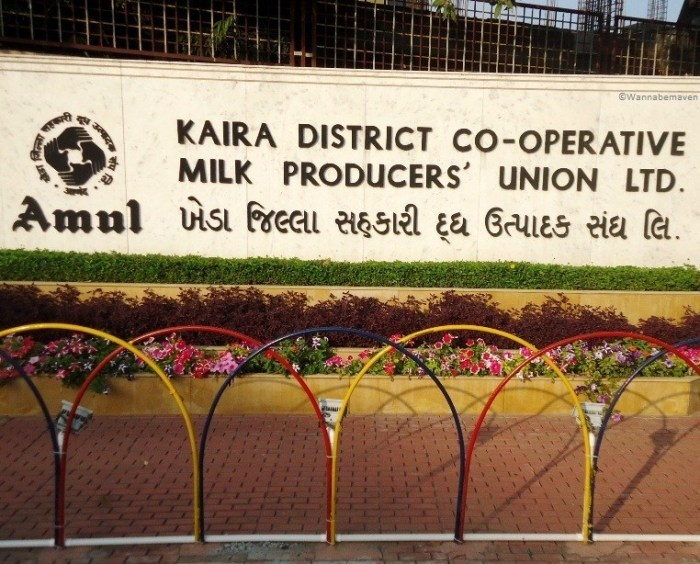 ©Wannabemaven
KAIRA DISTRICT CO-OPERATIVE
MILK PRODUCERS' UNION LTD.
ખેડા જિલ્લા સહકારી દૂધ ઉત્પાદક સંઘ લિ.
Amul